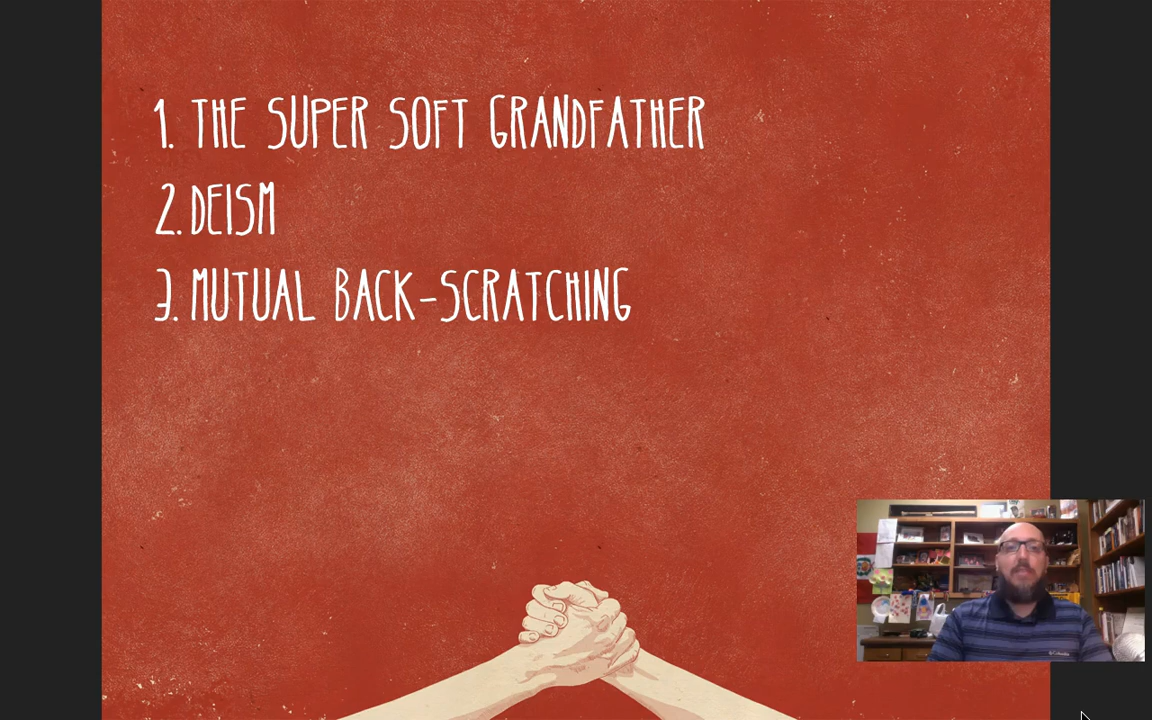 1. THE SUPER SOFT GRANDFATHER
2. DEISM
3. MUTUAL BACK-SCRATCHING